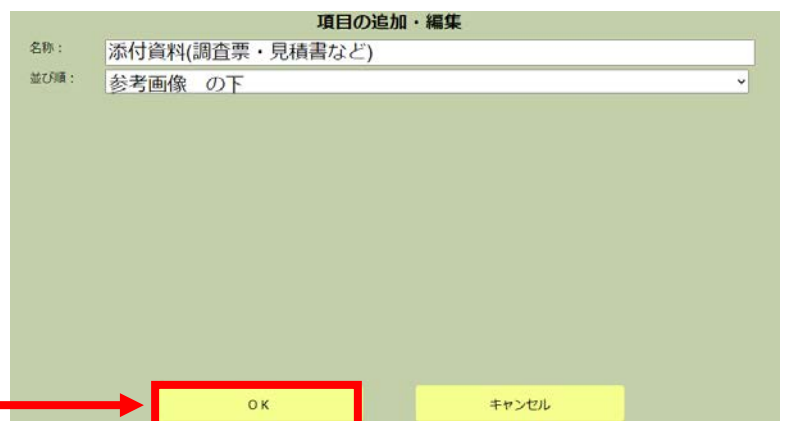 項目の追加・編集
名称：
添付資料(調査票・見積書など)
並び順：
参考画像　の下
ＯＫ
キャンセル